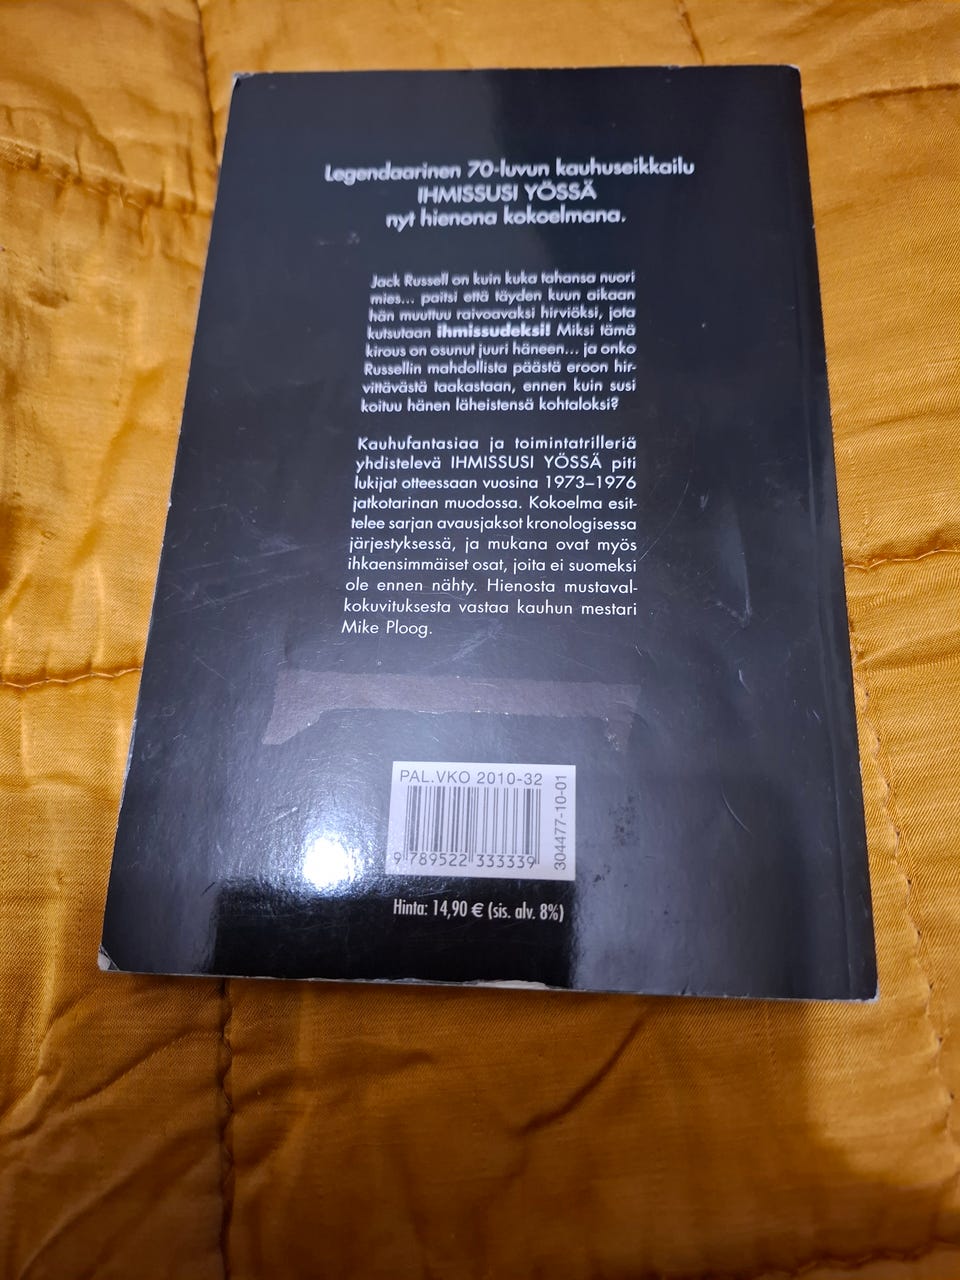 Legendaarinen 70-luvun kauhuseikkailu
IHMISSUSI YÖSSÄ
nyt hienona kokoelmana.
Jack Russell on kuin kuka tahansa nuori
mies... paitsi että täyden kuun aikaan
hän muuttuu raivoavaksi hirviöksi, jota
kutsutaan ihmissudeksi! Miksi tämä
kirous on osunut juuri häneen... ja onko
Russellin mahdollista päästä eroon hir-
vittävästä taakastaan, ennen kuin susi
koituu hänen läheistensä kohtaloksi?
Kauhufantasiaa ja toimintatrilleriä
yhdistelevä IHMISSUSI YÖSSÄ piti
lukijat otteessaan vuosina 1973–1976
jatkotarinan muodossa. Kokoelma esit-
telee sarjan avausjaksot kronologisessa
järjestyksessä, ja mukana ovat myös
ihkaensimmäiset osat, joita ei suomeksi
ole ennen nähty. Hienosta mustaval-
kokuvituksesta vastaa kauhun mestari
Mike Ploog.
PAL.VKO 2010-32
9 789522 333339
304477-10-01
Hinta: 14,90 € (sis. alv. 8%)